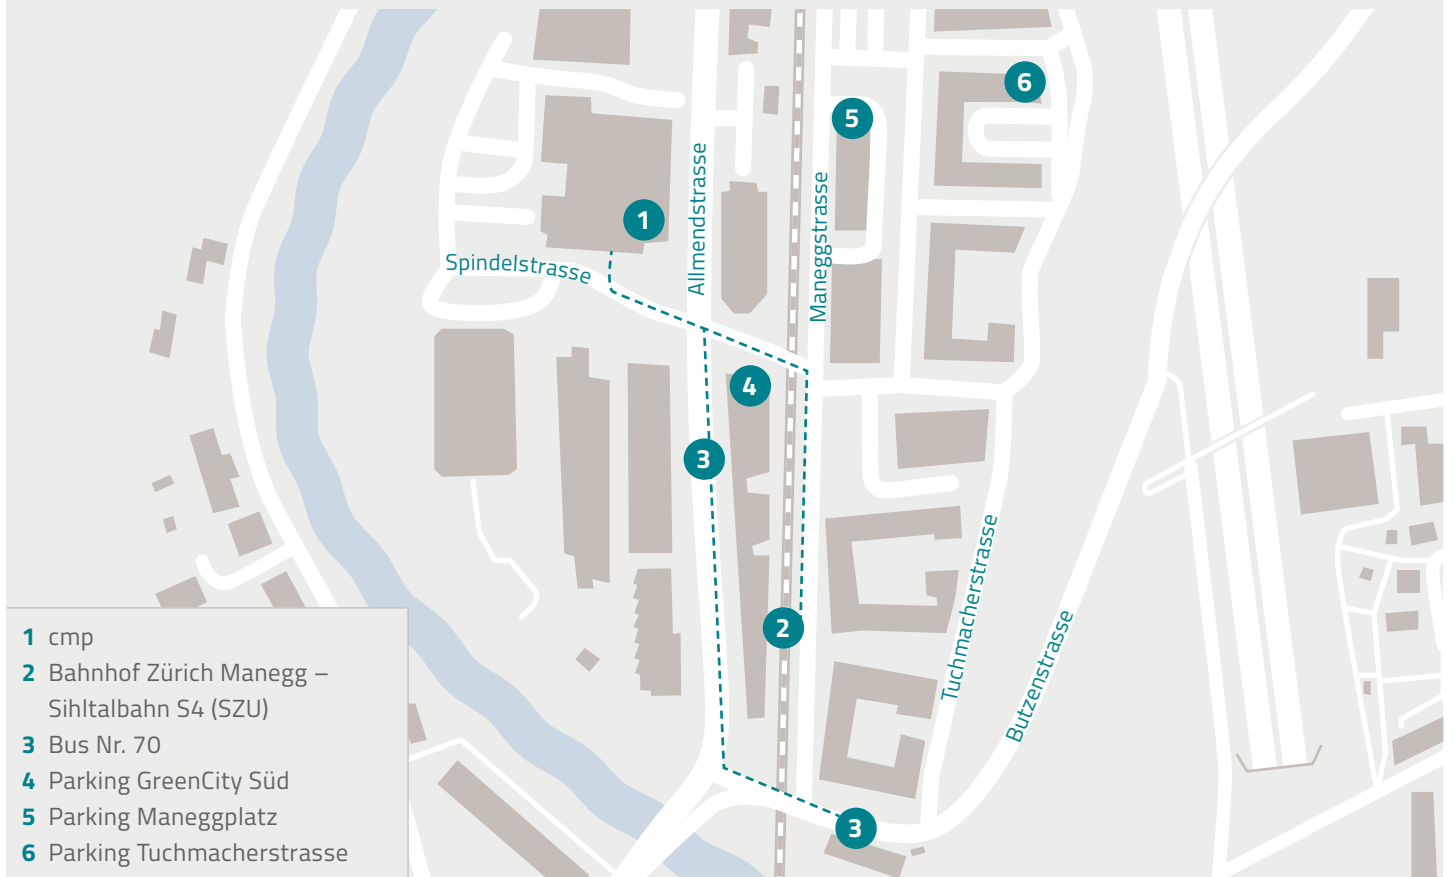 6
5
1
Allmendstrasse
Maneggstrasse
Spindelstrasse
4
3
2
Tuchmacherstrasse
Butzenstrasse
3
1 cmp
2 Bahnhof Zürich Manegg –
Sihltalbahn S4 (SZU)
3 Bus Nr. 70
4 Parking GreenCity Süd
5 Parking Maneggplatz
6 Parking Tuchmacherstrasse